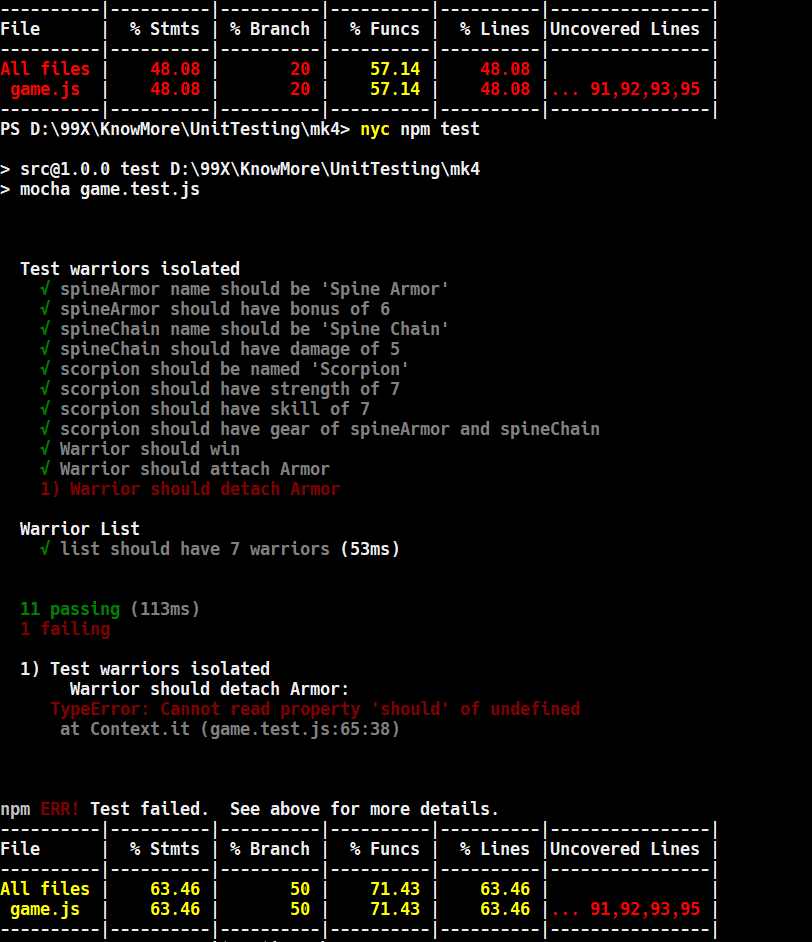 ----------|----------|----------|----------|----------|----------------|
File      |  % Stmts | % Branch |  % Funcs |  % Lines |Uncovered Lines |
----------|----------|----------|----------|----------|----------------|
All files |    48.08 |       20 |    57.14 |    48.08 |                |
 game.js  |    48.08 |       20 |    57.14 |    48.08 |... 91,92,93,95 |
----------|----------|----------|----------|----------|----------------|
PS D:\99X\KnowMore\UnitTesting\mk4> nyc npm test
> src@1.0.0 test D:\99X\KnowMore\UnitTesting\mk4
> mocha game.test.js
  Test warriors isolated
    √ spineArmor name should be 'Spine Armor'
    √ spineArmor should have bonus of 6
    √ spineChain name should be 'Spine Chain'
    √ spineChain should have damage of 5
    √ scorpion should be named 'Scorpion'
    √ scorpion should have strength of 7
    √ scorpion should have skill of 7
    √ scorpion should have gear of spineArmor and spineChain
    √ Warrior should win
    √ Warrior should attach Armor
    1) Warrior should detach Armor
  Warrior List
    √ list should have 7 warriors (53ms)
  11 passing (113ms)
  1 failing
  1) Test warriors isolated
       Warrior should detach Armor:
     TypeError: Cannot read property 'should' of undefined
      at Context.it (game.test.js:65:38)
npm ERR! Test failed.  See above for more details.
----------|----------|----------|----------|----------|----------------|
File      |  % Stmts | % Branch |  % Funcs |  % Lines |Uncovered Lines |
----------|----------|----------|----------|----------|----------------|
All files |    63.46 |       50 |    71.43 |    63.46 |                |
 game.js  |    63.46 |       50 |    71.43 |    63.46 |... 91,92,93,95 |
----------|----------|----------|----------|----------|----------------|